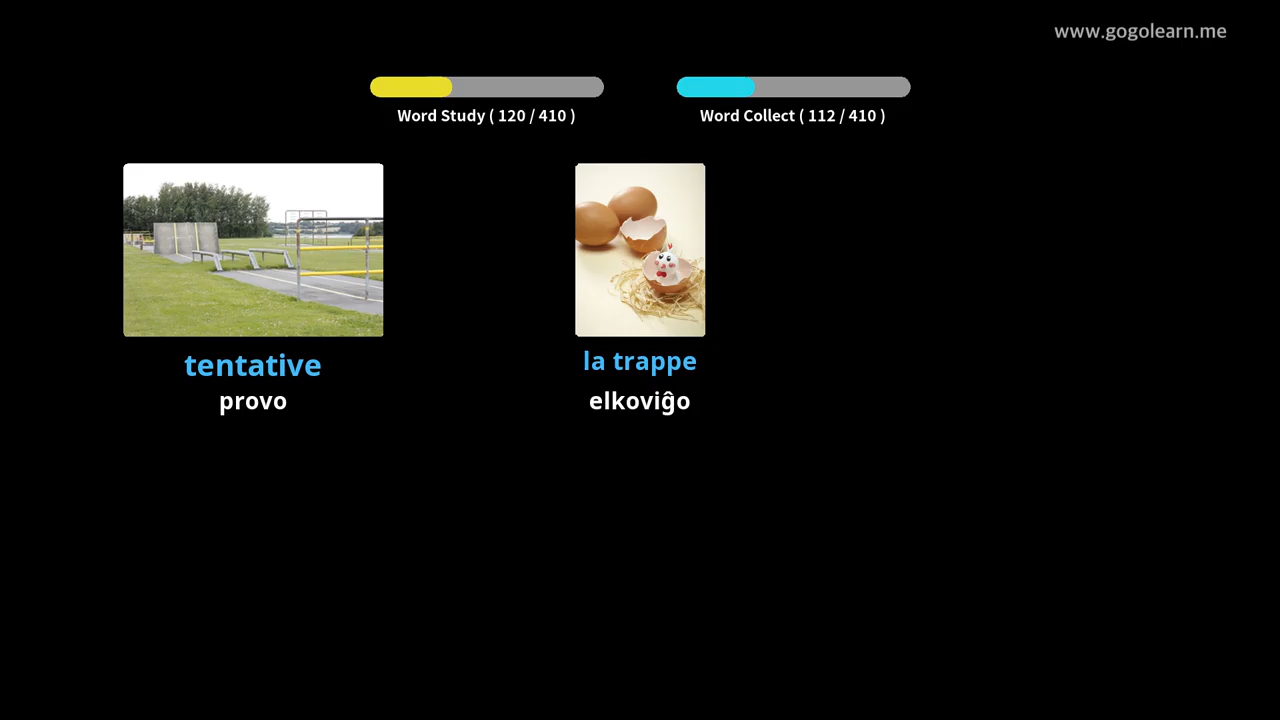 www.gogolearn.me
Word Study ( 120 / 410 )
Word Collect ( 112 / 410 )
tentative
provo
la trappe
elkoviĝo